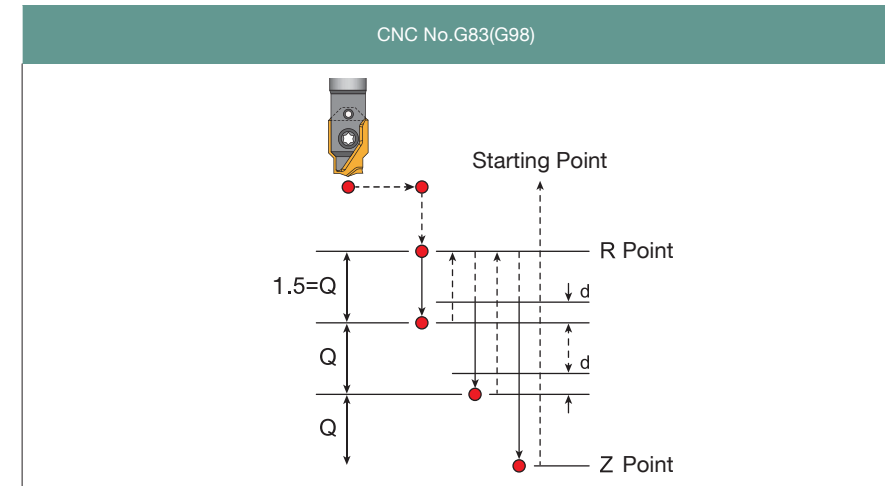 CNC No.G83(G98)
Starting Point
R Point
1.5=Q
d
Q
d
Q
Z Point